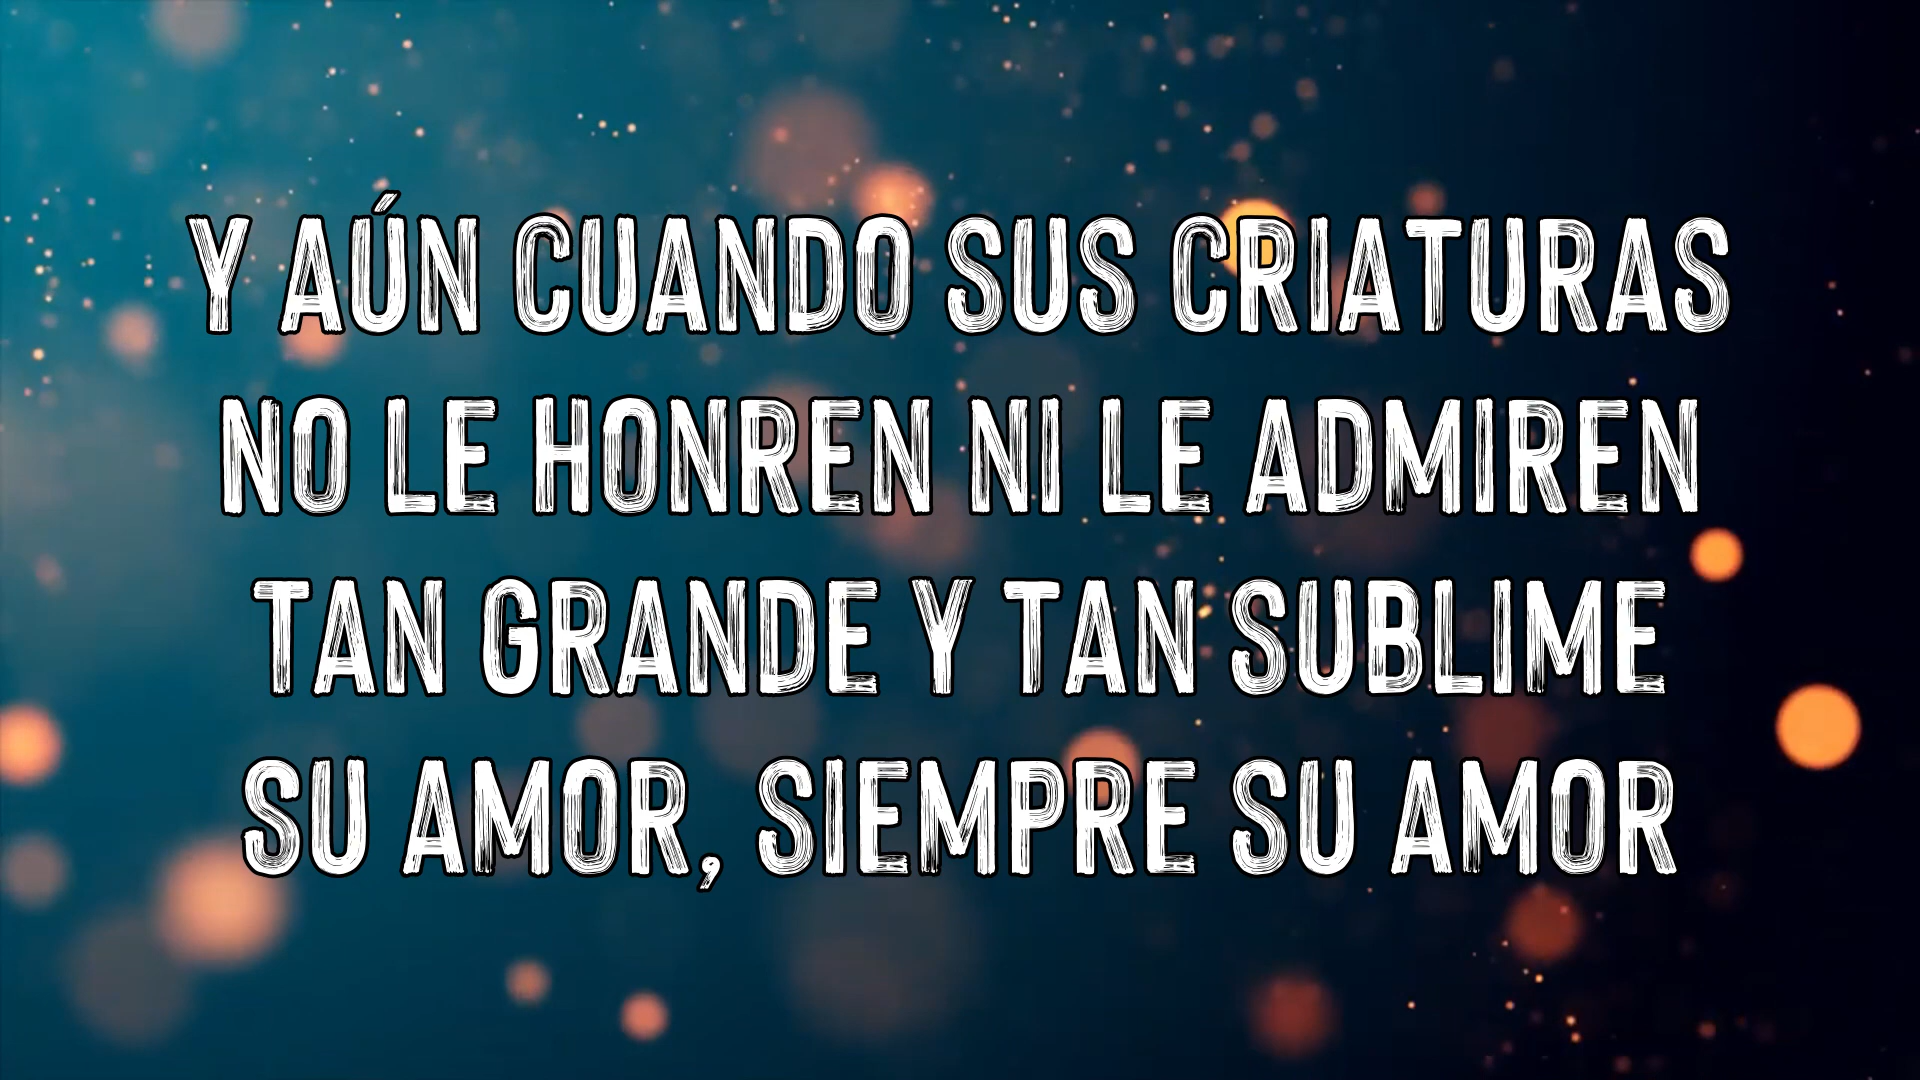 Y AÚN CUANDO SUS CRIATURAS
NO LE HONREN NI LE ADMIREN
TAN GRANDE Y TAN SUBLIME
SU AMOR, SIEMPRE SU AMOR